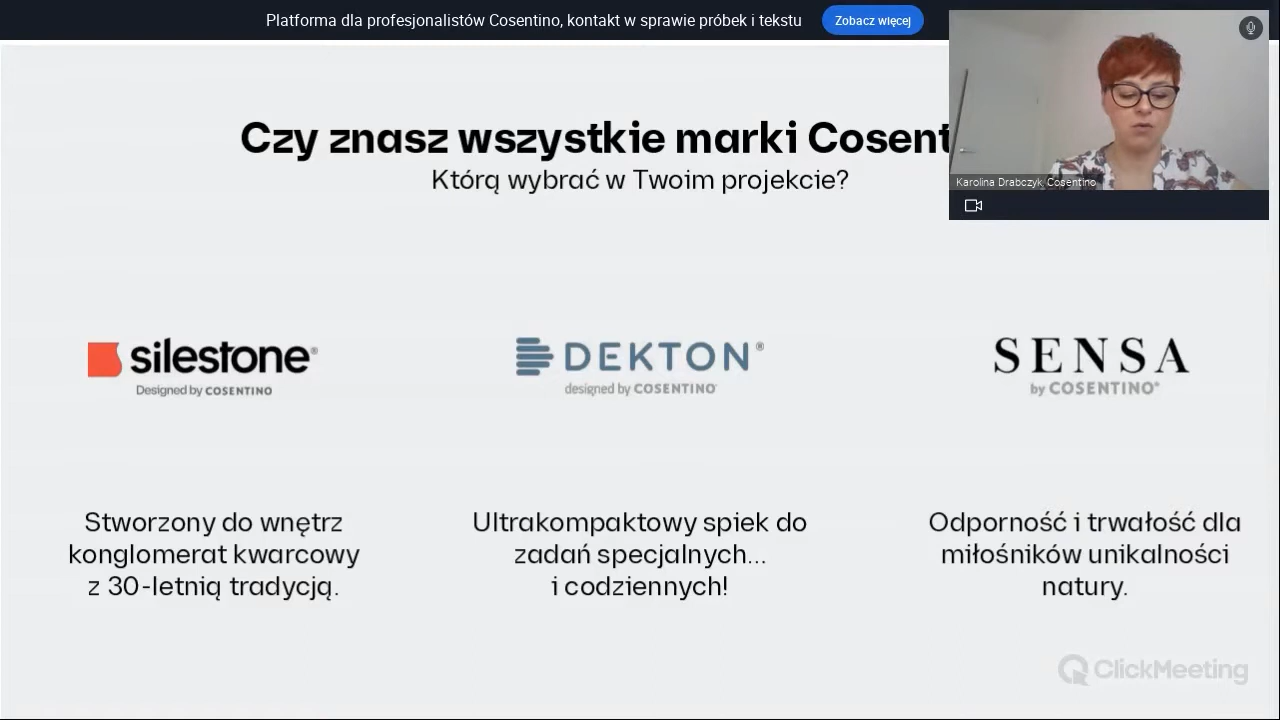 Platforma dla profesjonalistów Cosentino, kontakt w sprawie próbek i tekstu
Zobacz więcej
Czy znasz wszystkie marki Cosent
Którą wybrać w Twoim projekcie?
Karolina Drabczyk, Cosentino
silestone®
Designed by COSENTINO
DEKTON®
designed by COSENTINO®
SENSA
by COSENTINO®
Stworzony do wnętrz
konglomerat kwarcowy
z 30-letnią tradycją.
Ultrakompaktowy spiek do
zadań specjalnych...
i codziennych!
Odporność i trwałość dla
miłośników unikalności
natury.
ClickMeeting